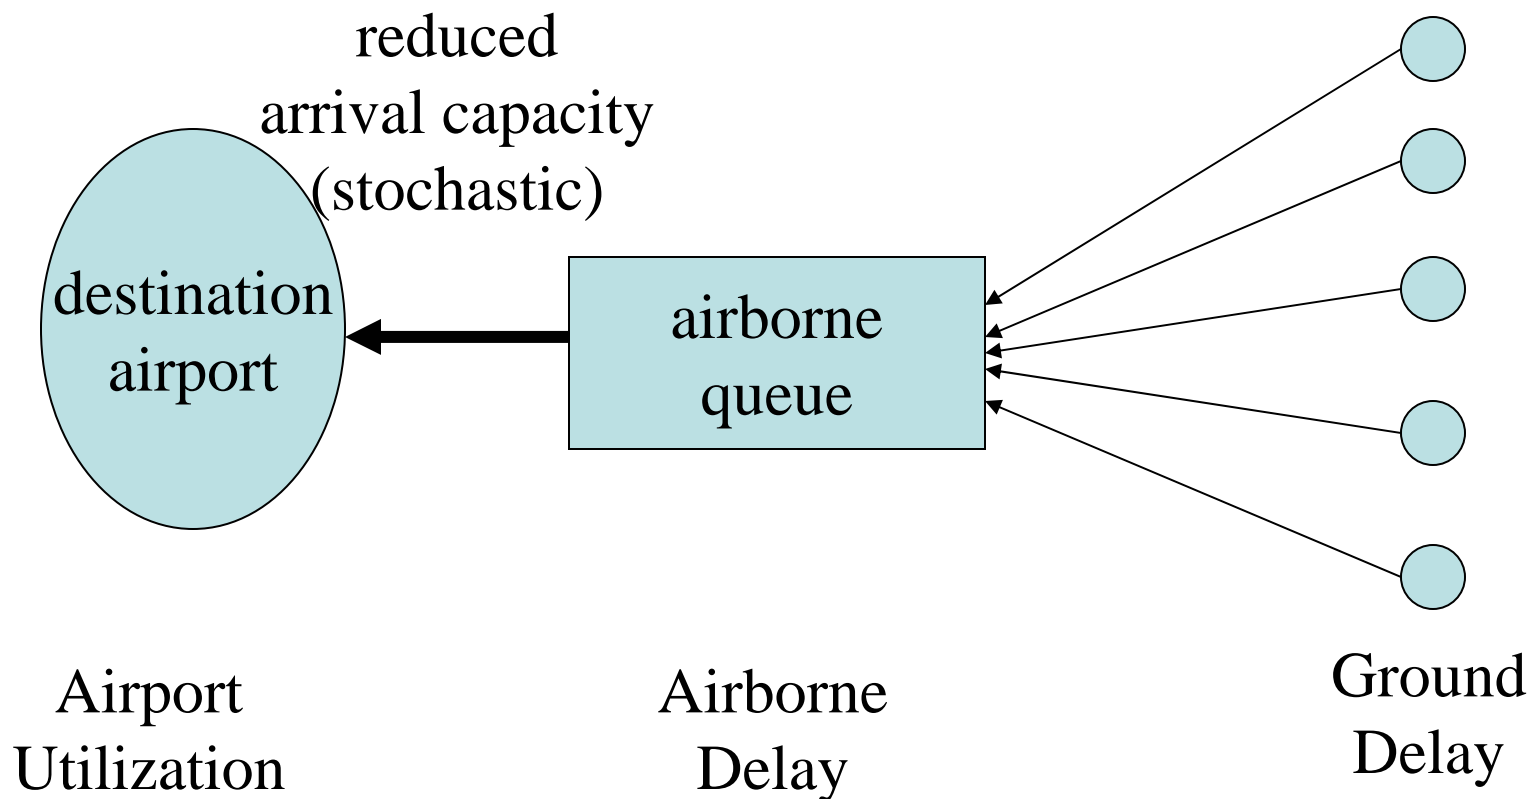 reduced
arrival capacity
(stochastic)
destination
airport
airborne
queue
Airport
Utilization
Airborne
Delay
Ground
Delay